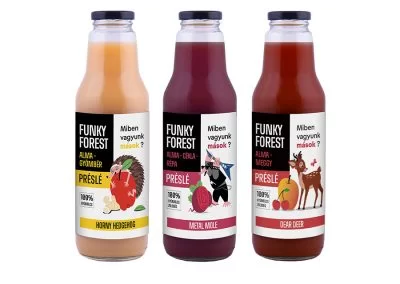 FUNKY
FOREST
ALMA -
GYÖMBÉR
PRÉSLÉ
100%
Miben
vagyunk
mások?
HORNY HEDGEHOG
FUNKY
FOREST
ALMA - CÉKLA -
RÉPA
PRÉSLÉ
100%
Miben
vagyunk
mások?
METAL MOLE
FUNKY
FOREST
ALMA -
MEGGY
PRÉSLÉ
100%
Miben
vagyunk
mások?
DEAR DEER